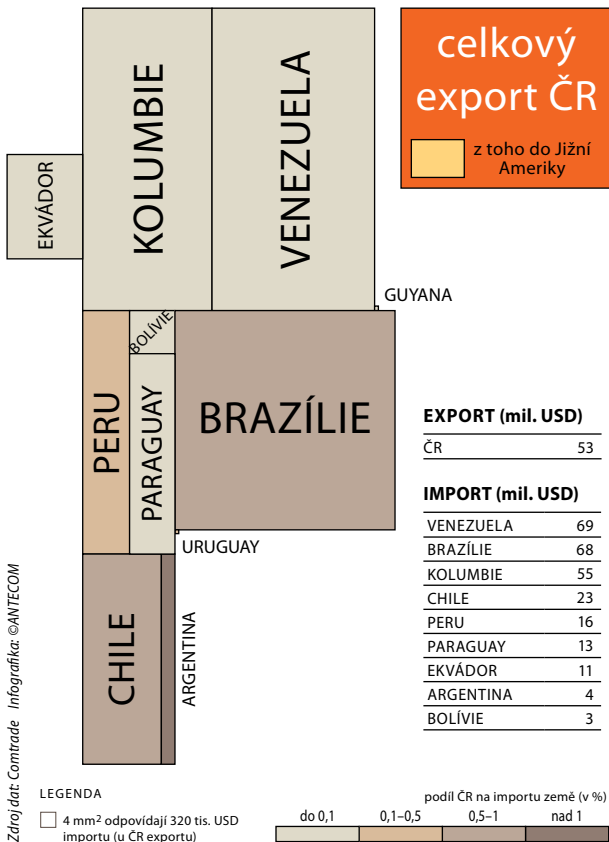 celkový
export ČR
z toho do Jižní
Ameriky
KOLUMBIE
VENEZUELA
EKVÁDOR
GUYANA
BOLÍVIE
PERU
PARAGUAY
BRAZÍLIE
URUGUAY
CHILE
ARGENTINA
EXPORT (mil. USD)
ČR 53
IMPORT (mil. USD)
VENEZUELA 69
BRAZÍLIE 68
KOLUMBIE 55
CHILE 23
PERU 16
PARAGUAY 13
EKVÁDOR 11
ARGENTINA 4
BOLÍVIE 3
Zdroj dat: Comtrade Infografika: ©ANTECOM
LEGENDA
4 mm² odpovídají 320 tis. USD
importu (u ČR exportu)
podíl ČR na importu země (v %)
do 0,1 0,1–0,5 0,5–1 nad 1